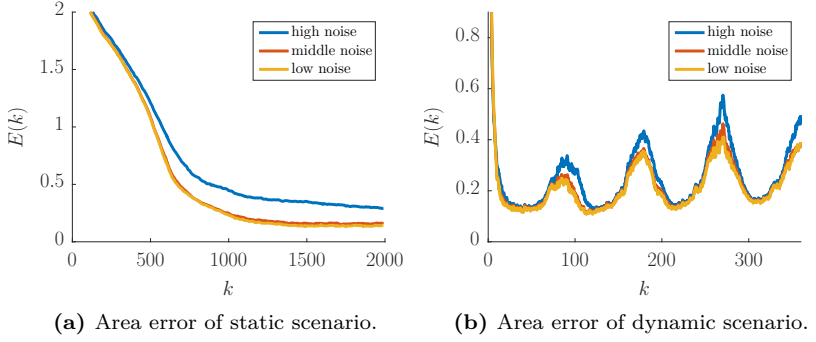 2
1.5
1
0.5
0
E(k)
0
500
1000
1500
2000
k
high noise
middle noise
low noise
(a) Area error of static scenario.
0.8
0.6
0.4
0.2
0
E(k)
0
100
200
300
k
high noise
middle noise
low noise
(b) Area error of dynamic scenario.